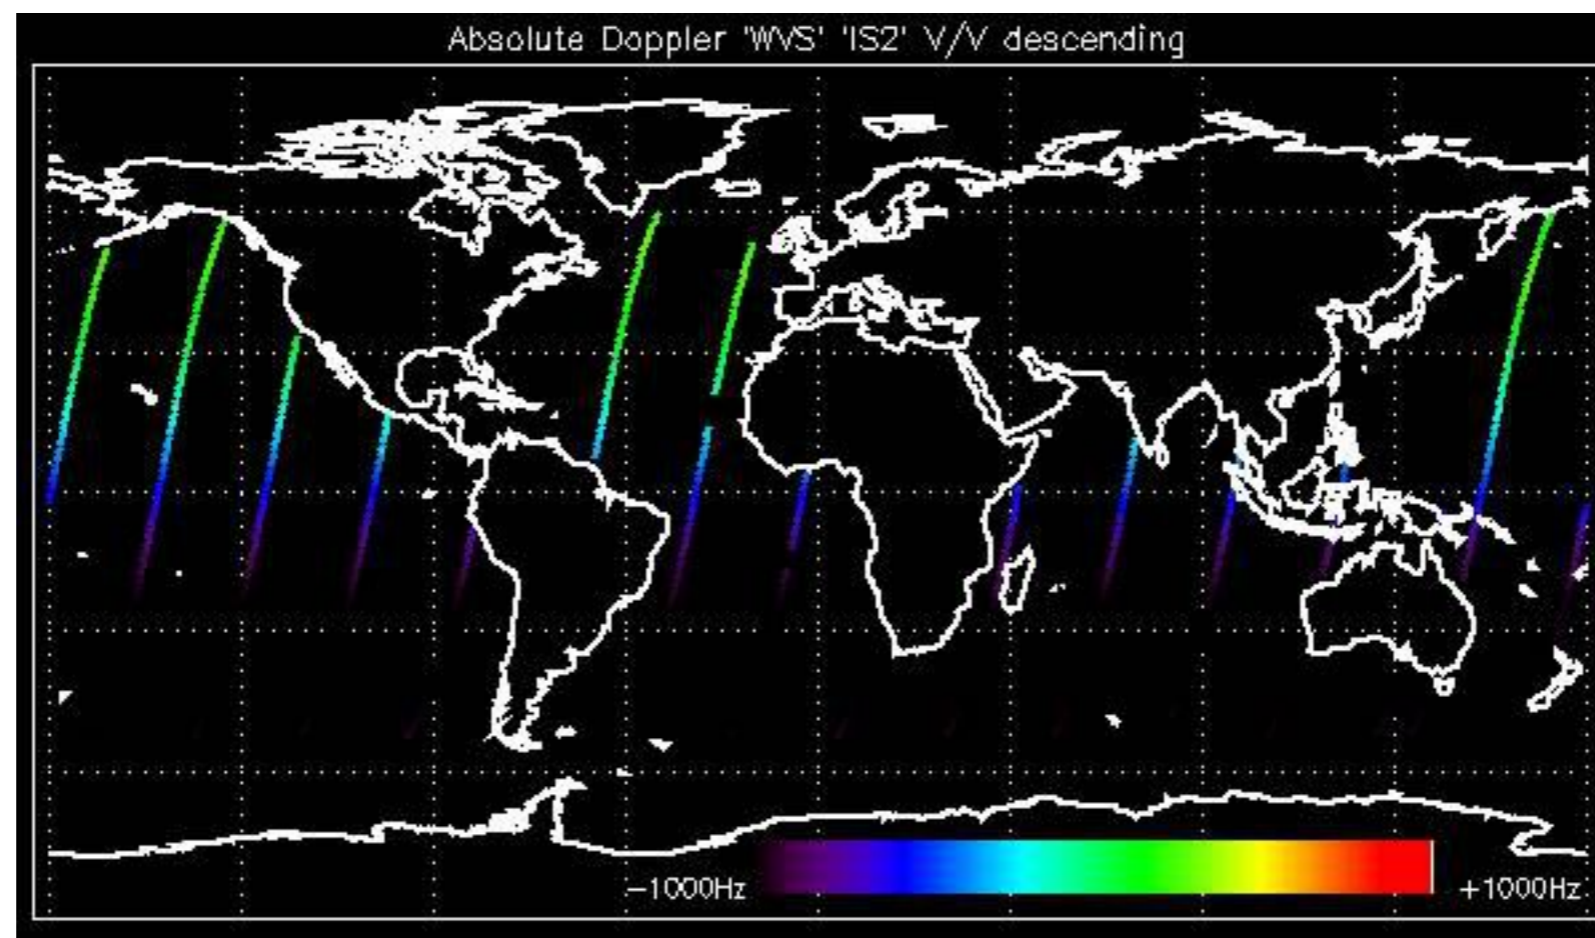 Absolute Doppler 'WVS' 'IS2' V/V descending
−1000Hz
+1000Hz